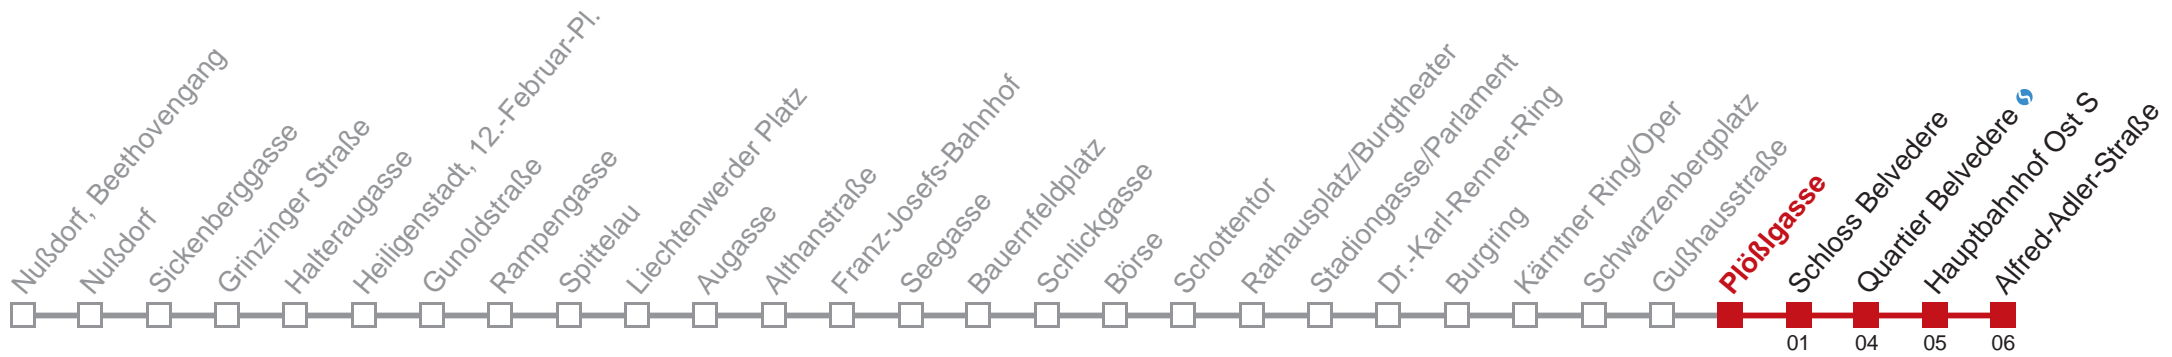 Nußdorf, Beethovengang
Nußdorf
Sickenberggasse
Grinzinger Straße
Halteraugasse
Heiligenstadt, 12.-Februar-Pl.
Gunoldstraße
Rampengasse
Spittelau
Liechtenwerder Platz
Augasse
Althanstraße
Franz-Josefs-Bahnhof
Seegasse
Bauernfeldplatz
Schlickgasse
Börse
Schottentor
Rathausplatz/Burgtheater
Stadiongasse/Parlament
Dr.-Karl-Renner-Ring
Burgring
Kärntner Ring/Oper
Schwarzenbergplatz
Gußhausstraße
Plößlgasse
Schloss Belvedere
Quartier Belvedere
Hauptbahnhof Ost S
Alfred-Adler-Straße
01 04 05 06